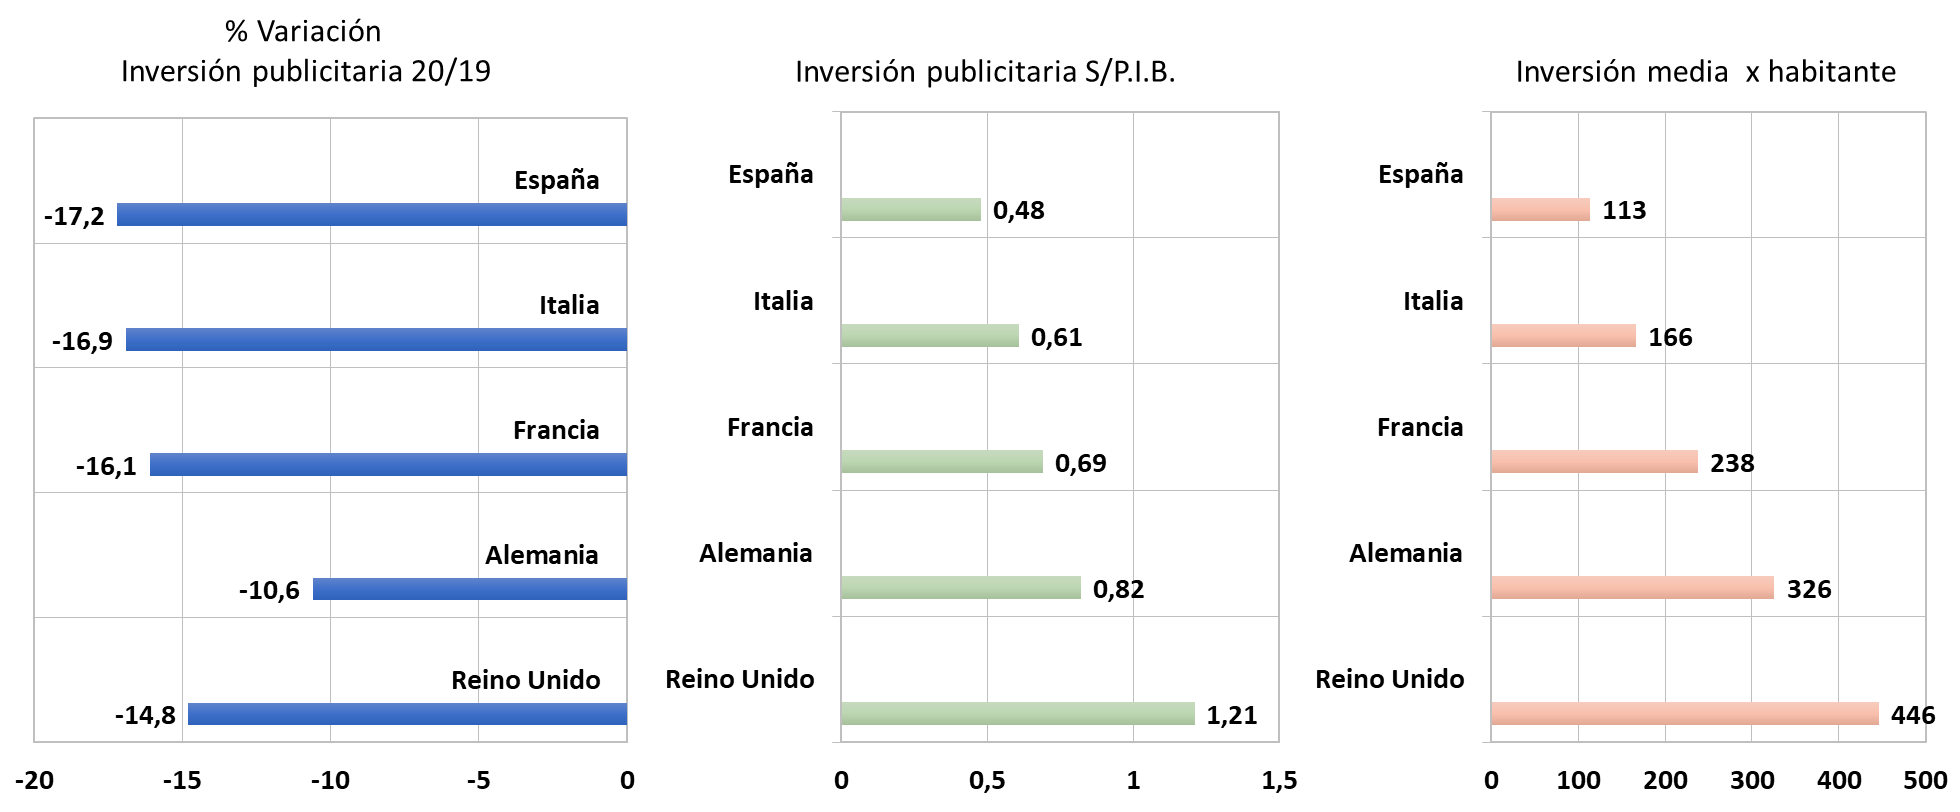 % Variación
Inversión publicitaria 20/19
España
-17,2
Italia
-16,9
Francia
-16,1
Alemania
-10,6
Reino Unido
-14,8
-20 -15 -10 -5 0
Inversión publicitaria S/P.I.B.
España
0,48
Italia
0,61
Francia
0,69
Alemania
0,82
Reino Unido
1,21
0 0,5 1 1,5
Inversión media x habitante
España
113
Italia
166
Francia
238
Alemania
326
Reino Unido
446
0 100 200 300 400 500